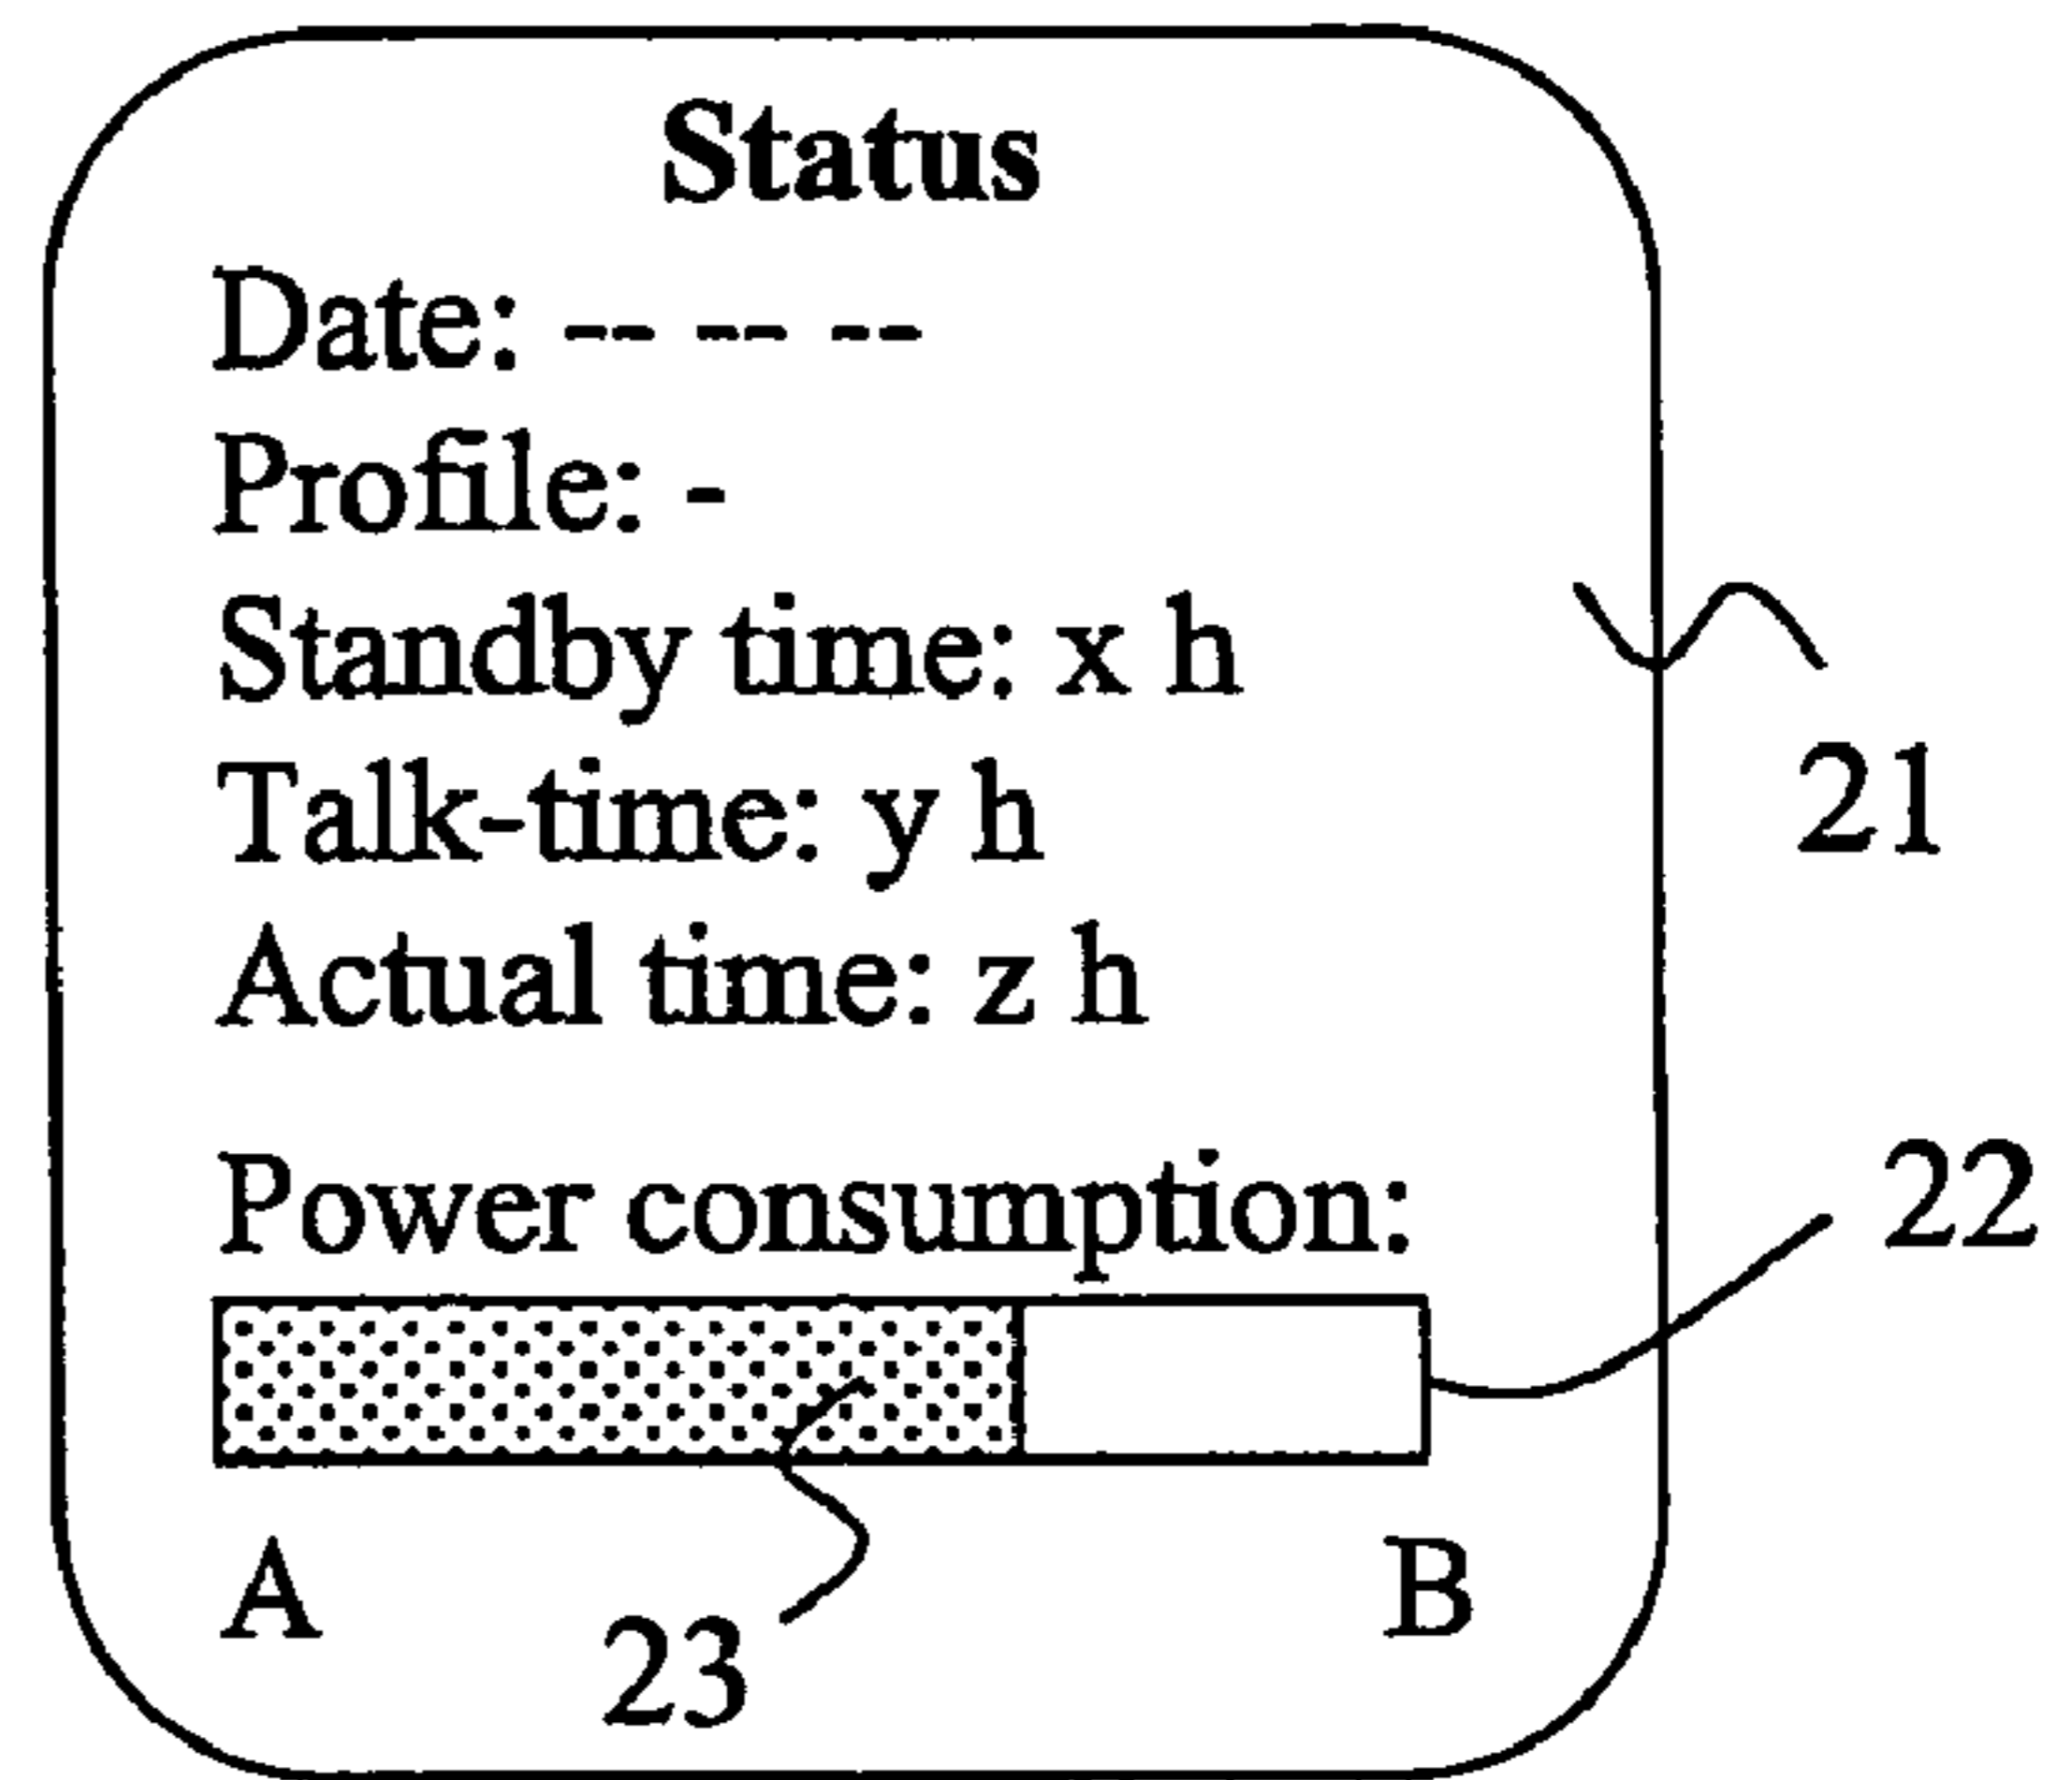 Status
Date: -- -- --
Profile: -
Standby time: x h
Talk-time: y h
Actual time: z h
21
Power consumption:
22
A
B
23